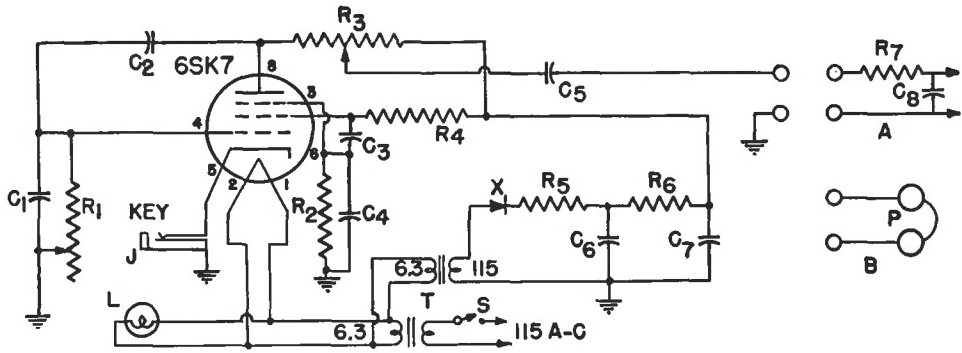 R3
C2
6SK7
8
3
C5
R7
C8
A
4
R4
C3
6
5
2
1
C1
R1
KEY
J
R2
C4
X
R5
R6
C6
C7
P
B
6.3
115
L
T
S
6.3
115 A-C